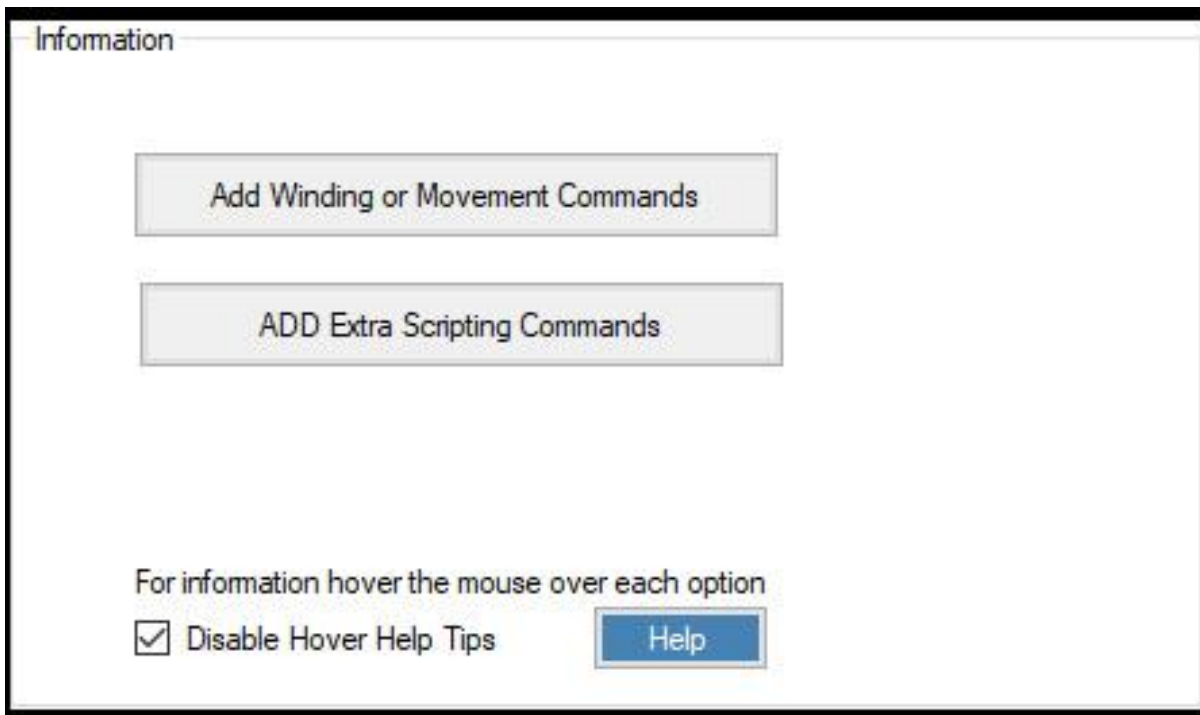 Information
Add Winding or Movement Commands
ADD Extra Scripting Commands
For information hover the mouse over each option
Disable Hover Help Tips
Help